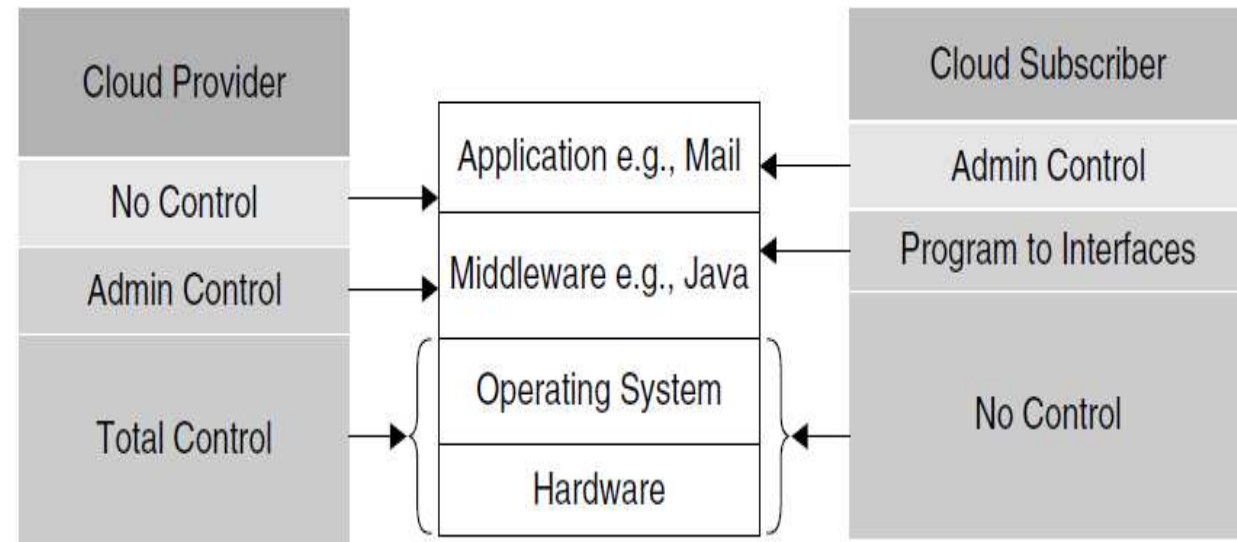 Cloud Provider
No Control
Admin Control
Total Control
Application e.g., Mail
Middleware e.g., Java
Operating System
Hardware
Cloud Subscriber
Admin Control
Program to Interfaces
No Control